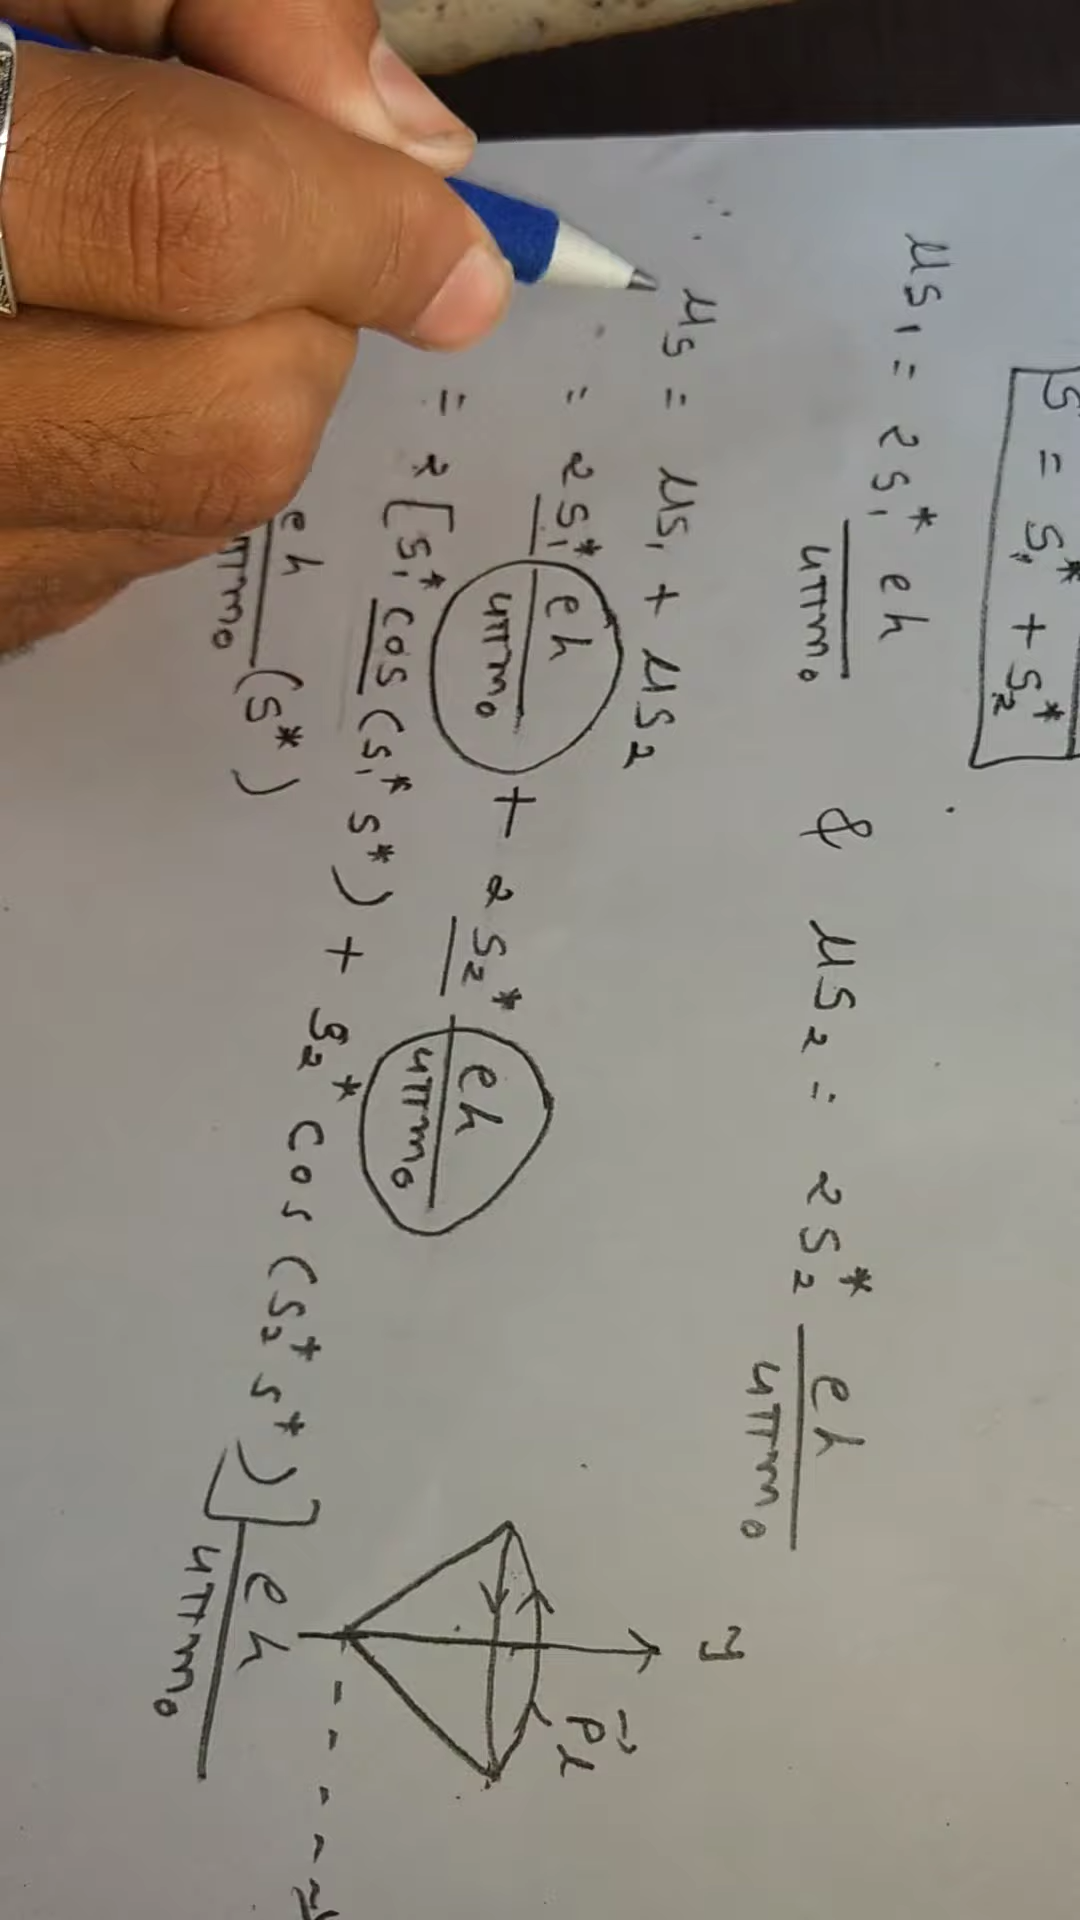 S = S₁* + S₂*
μs₁ = 2S₁* eh/4πm₀ & μs₂ = 2S₂* eh/4πm₀
∴ μs = μs₁ + μs₂
= 2S₁* eh/4πm₀ + 2S₂* eh/4πm₀
= 2[S₁* cos (S₁* S*) + S₂* cos (S₂* S*)] eh/4πm₀
eh/πm₀ (S*)
y
P⃗l